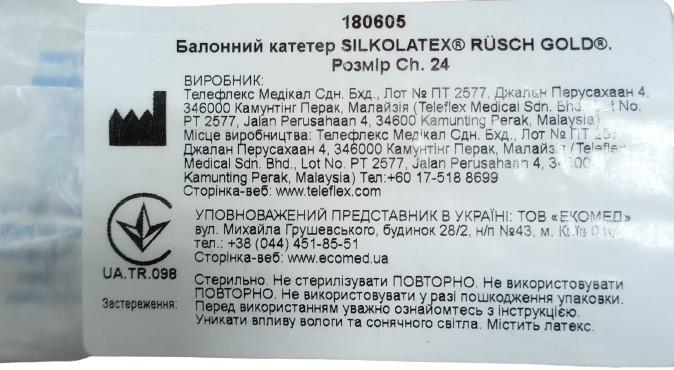 180605
Балонний катетер SILKOLATEX® RÜSCH GOLD®.
Розмір Ch. 24
ВИРОБНИК:
Телефлекс Медікал Сдн. Бхд., Лот № ПТ 2577, Джалан Перусахаан 4,
346000 Камунтінг Перак, Малайзія (Teleflex Medical Sdn. Bhd. Lot No.
PT 2577, Jalan Perusahaan 4, 34600 Kamunting Perak, Malaysia)
Місце виробництва: Телефлекс Медікал Сдн. Бхд., Лот № ПТ
Джалан Перусахаан 4, 346000 Камунтінг Перак, Малайзія
Medical Sdn. Bhd., Lot No. PT 2577, Jalan Perusahaan 4,
Kamunting Perak, Malaysia) Тел:+60 17-518 8699
Сторінка-веб: www.teleflex.com
УПОВНОВАЖЕНИЙ ПРЕДСТАВНИК В УКРАЇНІ: ТОВ «ЕКОМЕД»
вул. Михайла Грушевського, будинок 28/2, н/п №43, м. Київ
тел.: +38 (044) 451-85-51
Сторінка-веб: www.ecomed.ua
UA.TR.098
Стерильно. Не стерилізувати ПОВТОРНО. Не використовувати
ПОВТОРНО. Не використовувати у разі пошкодження упаковки.
Застереження: Перед використанням уважно ознайомтесь з інструкцією.
Уникати впливу вологи та сонячного світла. Містить латекс.